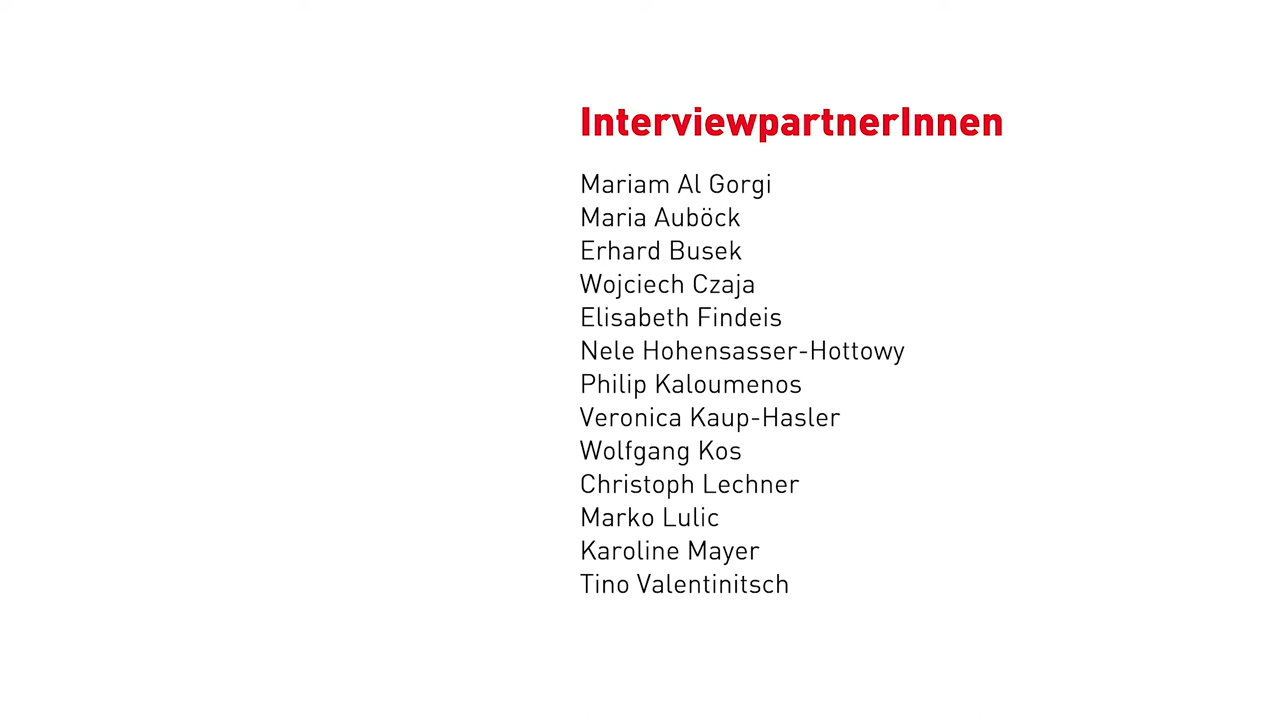 InterviewpartnerInnen
Mariam Al Gorgi
Maria Auböck
Erhard Busek
Wojciech Czaja
Elisabeth Findeis
Nele Hohensasser-Hottowy
Philip Kaloumenos
Veronica Kaup-Hasler
Wolfgang Kos
Christoph Lechner
Marko Lulic
Karoline Mayer
Tino Valentinitsch